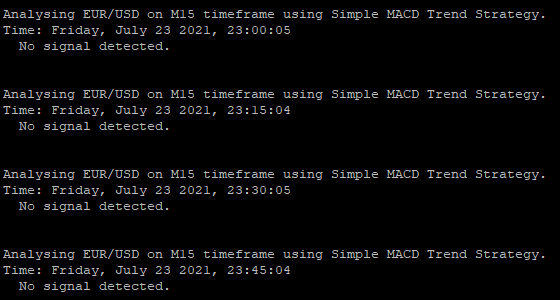 Analysing EUR/USD on M15 timeframe using Simple MACD Trend Strategy.
Time: Friday, July 23 2021, 23:00:05
No signal detected.
Analysing EUR/USD on M15 timeframe using Simple MACD Trend Strategy.
Time: Friday, July 23 2021, 23:15:04
No signal detected.
Analysing EUR/USD on M15 timeframe using Simple MACD Trend Strategy.
Time: Friday, July 23 2021, 23:30:05
No signal detected.
Analysing EUR/USD on M15 timeframe using Simple MACD Trend Strategy.
Time: Friday, July 23 2021, 23:45:04
No signal detected.